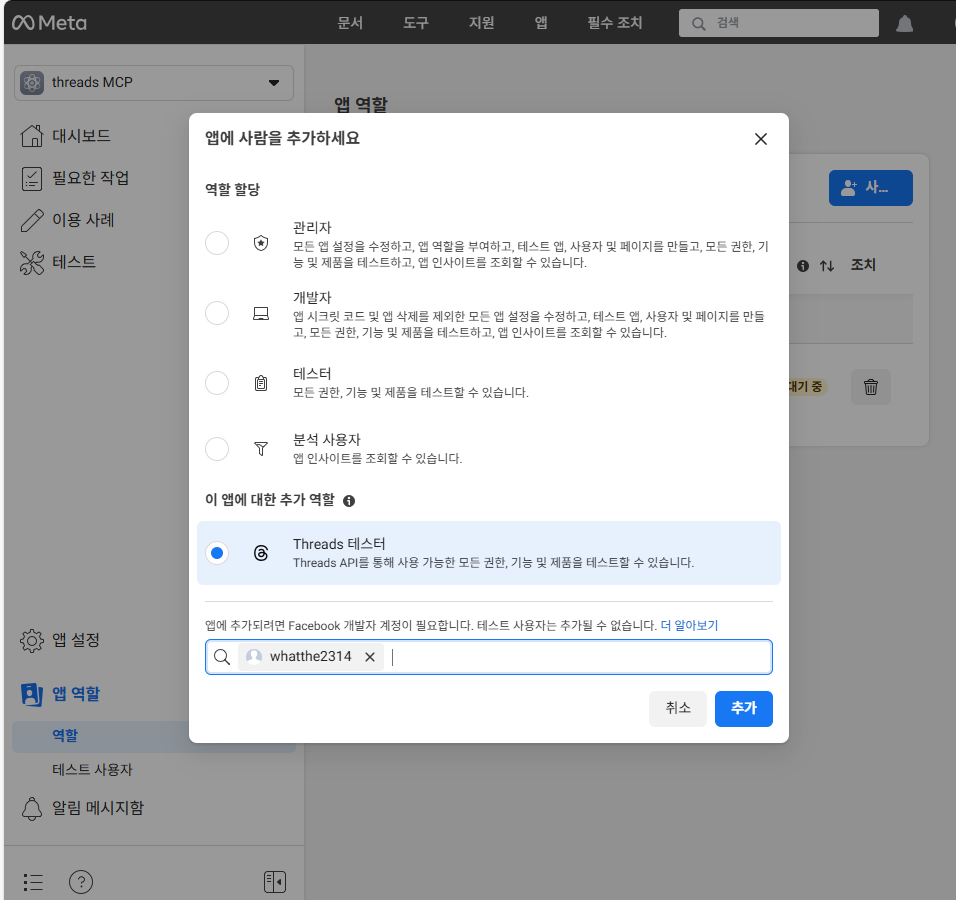 Meta
문서
도구
지원
앱
필수 조치
검색
threads MCP
앱 역할
대시보드
필요한 작업
이용 사례
테스트
앱에 사람을 추가하세요
역할 할당
관리자
모든 앱 설정을 수정하고, 앱 역할을 부여하고, 테스트 앱, 사용자 및 페이지를 만들고, 모든 권한, 기
능 및 제품을 테스트하고, 앱 인사이트를 조회할 수 있습니다.
개발자
앱 시크릿 코드 및 앱 삭제를 제외한 모든 앱 설정을 수정하고, 테스트 앱, 사용자 및 페이지를 만들
고, 모든 권한, 기능 및 제품을 테스트하고, 앱 인사이트를 조회할 수 있습니다.
테스터
모든 권한, 기능 및 제품을 테스트할 수 있습니다.
분석 사용자
앱 인사이트를 조회할 수 있습니다.
이 앱에 대한 추가 역할
Threads 테스터
Threads API를 통해 사용 가능한 모든 권한, 기능 및 제품을 테스트할 수 있습니다.
앱에 추가되려면 Facebook 개발자 계정이 필요합니다. 테스트 사용자는 추가될 수 없습니다. 더 알아보기
whatthe2314
취소
추가
사...
조치
대기 중
앱 설정
앱 역할
역할
테스트 사용자
알림 메시지함